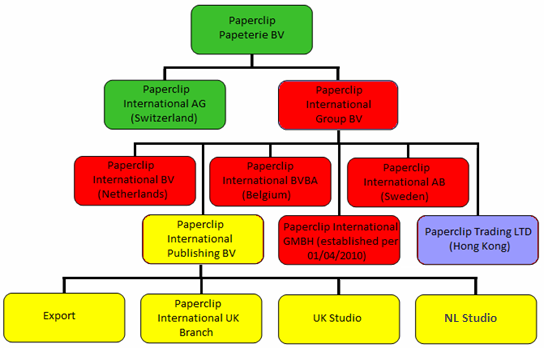 Paperclip
Papeterie BV
Paperclip
International AG
(Switzerland)
Paperclip
International
Group BV
Paperclip
International BV
(Netherlands)
Paperclip
International BVBA
(Belgium)
Paperclip
International AB
(Sweden)
Paperclip
International
Publishing BV
Paperclip International
GMBH (established per
01/04/2010)
Paperclip Trading LTD
(Hong Kong)
Export
Paperclip
International UK
Branch
UK Studio
NL Studio